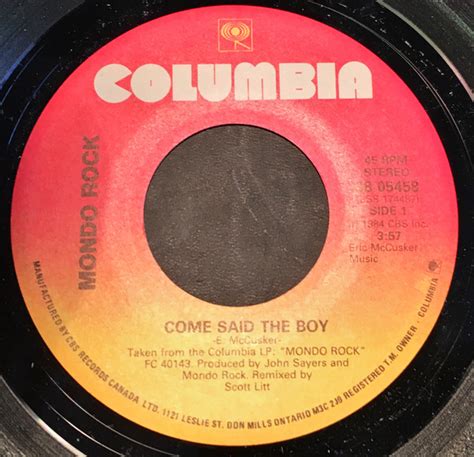 COLUMBIA
MONDO ROCK
45 RPM
STEREO
38 05458
SIDE 1
1984 CBS Inc.
3:57
Eric McCusker
Music
COME SAID THE BOY
-E. McCusker-
Taken from the Columbia LP: "MONDO ROCK"
FC 40143. Produced by John Sayers and
Mondo Rock. Remixed by
Scott Litt
MANUFACTURED BY CBS RECORDS CANADA LTD. 1121 LESLIE ST. DON MILLS ONTARIO M3C 2J9 REGISTERED T.M. OWNER · COLUMBIA